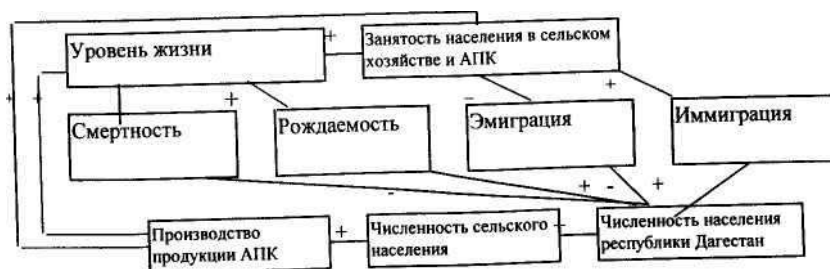 Уровень жизни
+
Занятость населения в сельском
хозяйстве и АПК
+ +
+
-
+
Смертность
Рождаемость
Эмиграция
Иммиграция
-
+ - +
Производство
продукции АПК
+
Численность сельского
населения
+
Численность населения
республики Дагестан